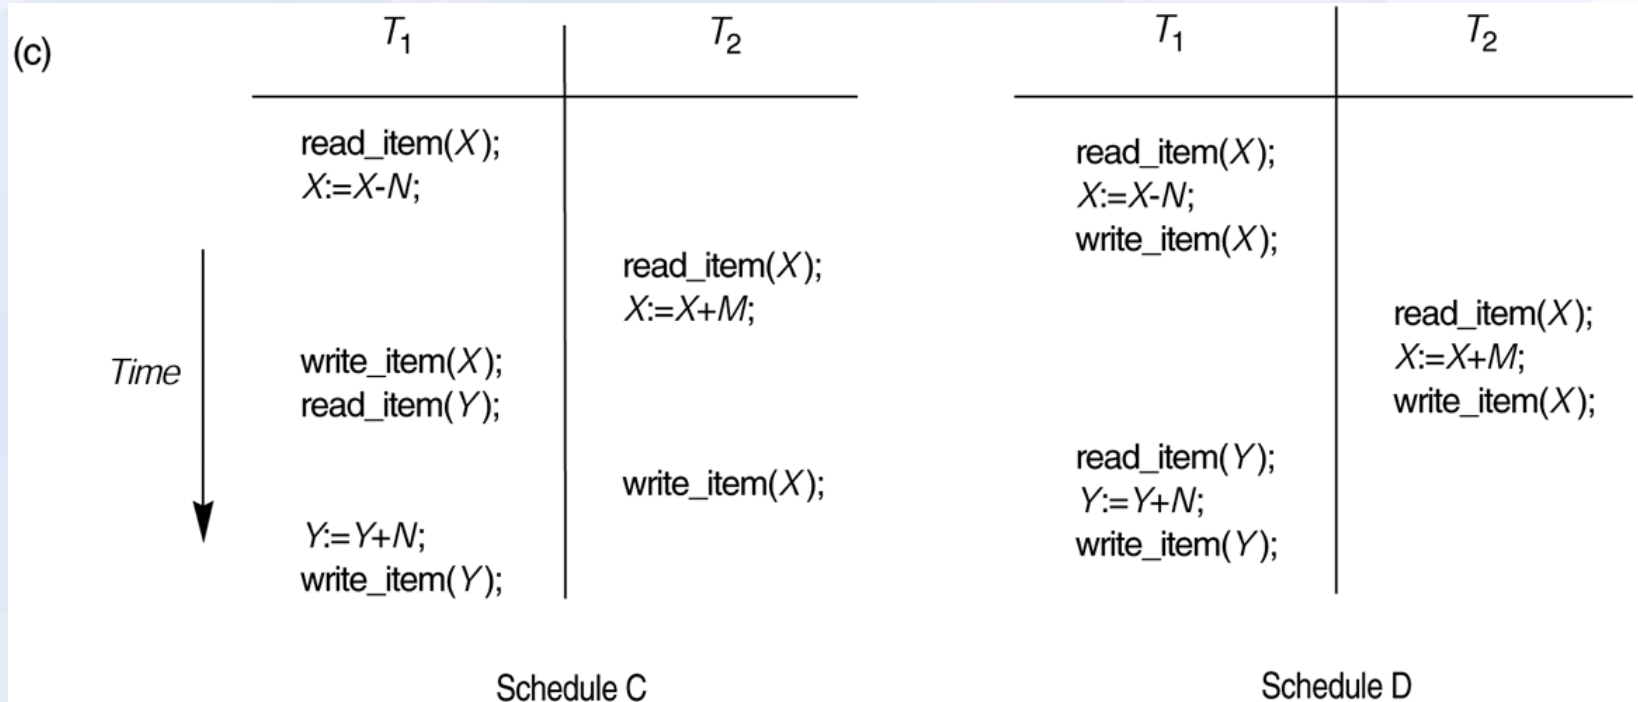 (c)
T1 T2
read_item(X);
X:=X-N;
read_item(X);
X:=X+M;
Time
write_item(X);
read_item(Y);
write_item(X);
Y:=Y+N;
write_item(Y);
Schedule C
T1 T2
read_item(X);
X:=X-N;
write_item(X);
read_item(X);
X:=X+M;
write_item(X);
read_item(Y);
Y:=Y+N;
write_item(Y);
Schedule D